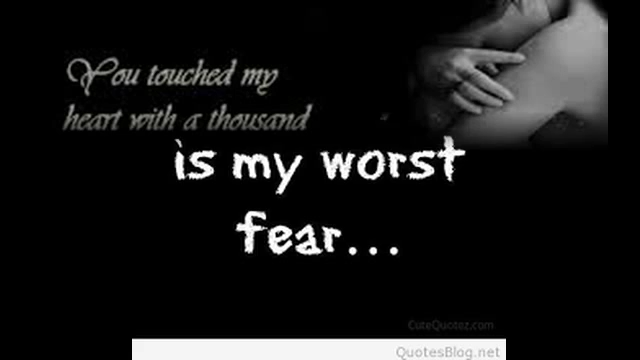 You touched my
heart with a thousand
is my worst
fear...
CuteQuotez.com
QuotesBlog.net